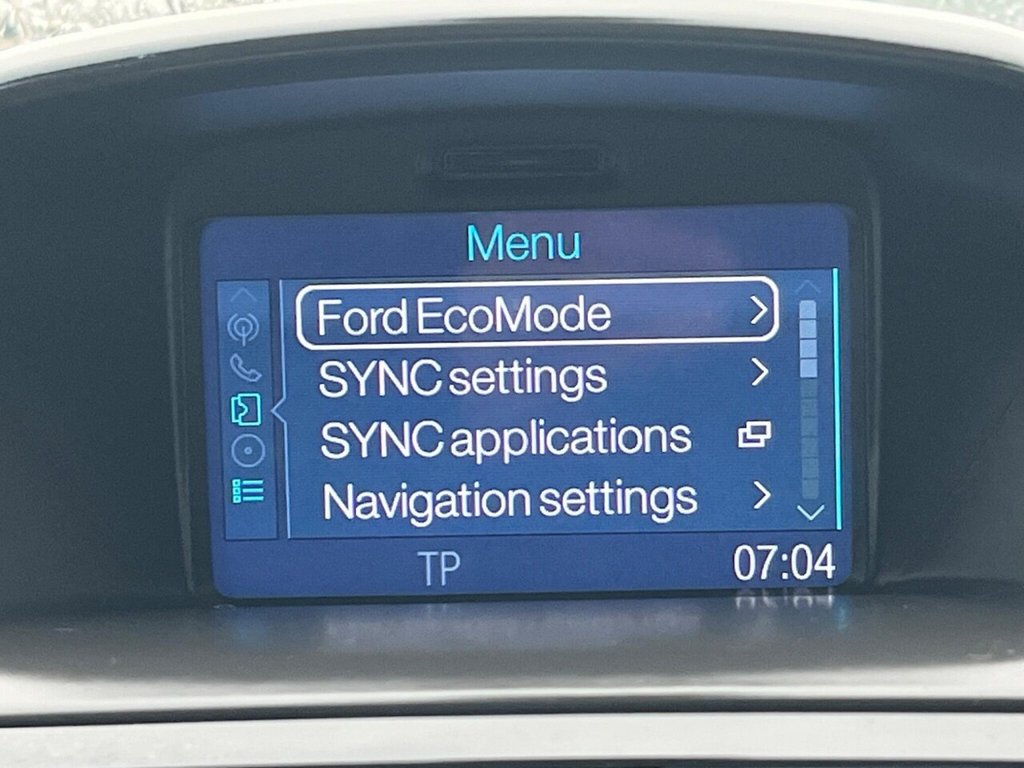 Menu
Ford EcoMode
SYNC settings
SYNC applications
Navigation settings
TP 07:04